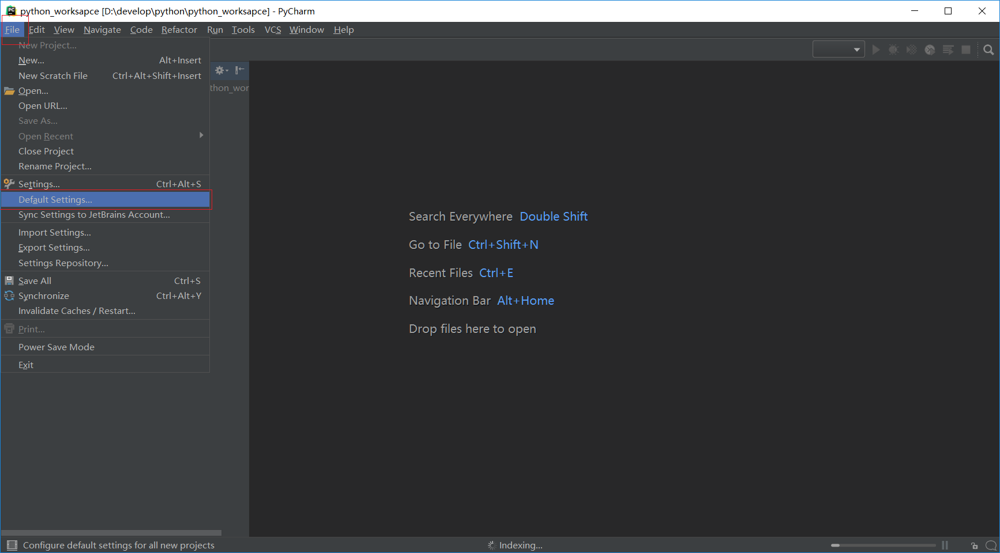 python_worksapce [D:\develop\python\python_worksapce] - PyCharm
File Edit View Navigate Code Refactor Run Tools VCS Window Help
New Project...
New... Alt+Insert
New Scratch File Ctrl+Alt+Shift+Insert
Open...
thon_wor
Open URL...
Save As...
Open Recent
Close Project
Rename Project...
Settings... Ctrl+Alt+S
Default Settings...
Sync Settings to JetBrains Account...
Import Settings...
Export Settings...
Settings Repository...
Save All Ctrl+S
Synchronize Ctrl+Alt+Y
Invalidate Caches / Restart...
Print...
Power Save Mode
Exit
Search Everywhere Double Shift
Go to File Ctrl+Shift+N
Recent Files Ctrl+E
Navigation Bar Alt+Home
Drop files here to open
Configure default settings for all new projects
Indexing...